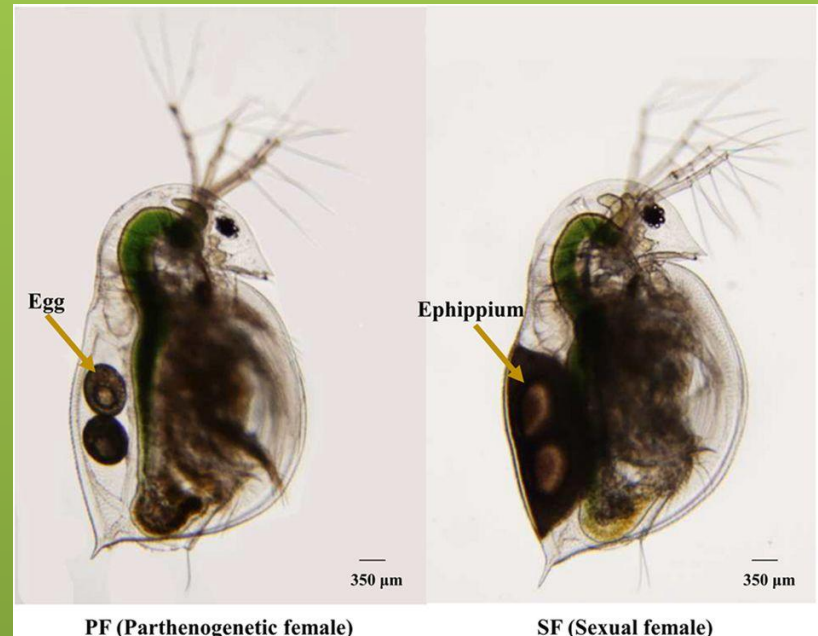 Egg
Ephippium
350 µm
350 µm
PF (Parthenogenetic female)
SF (Sexual female)